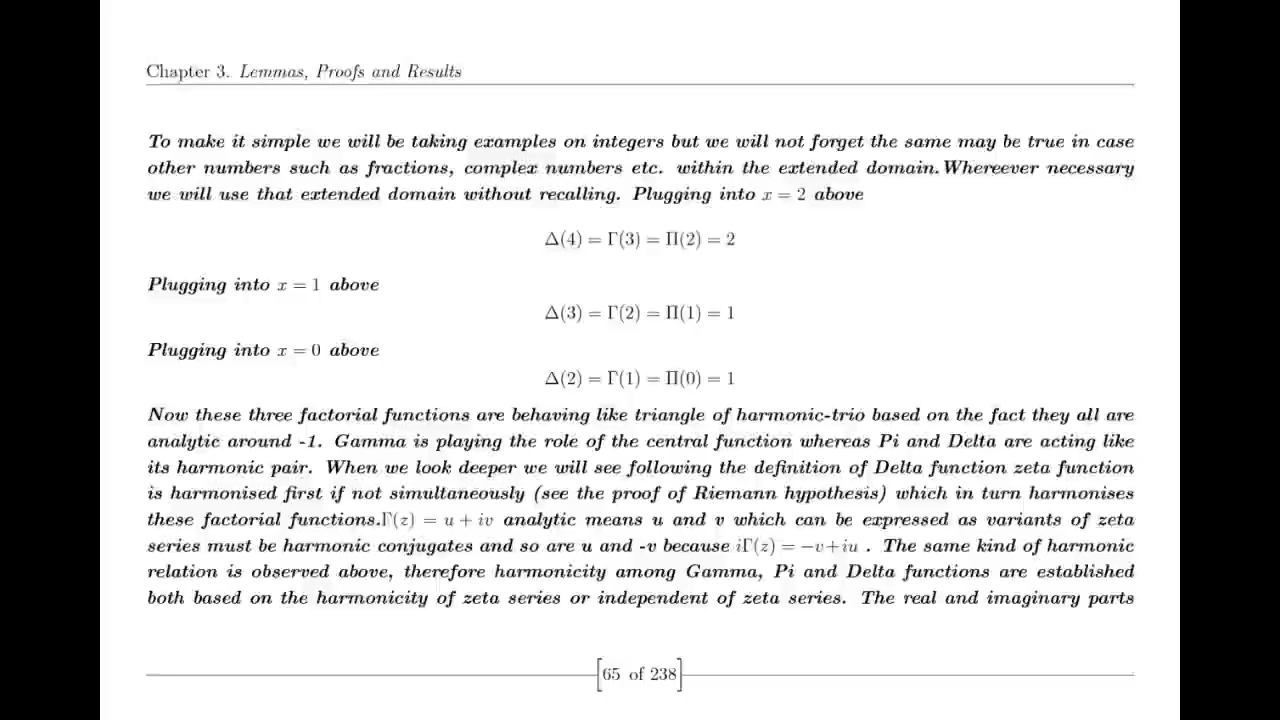 Chapter 3. Lemmas, Proofs and Results
To make it simple we will be taking examples on integers but we will not forget the same may be true in case
other numbers such as fractions, complex numbers etc. within the extended domain.Whereever necessary
we will use that extended domain without recalling. Plugging into x = 2 above
Δ(4) = Γ(3) = Π(2) = 2
Plugging into x = 1 above
Δ(3) = Γ(2) = Π(1) = 1
Plugging into x = 0 above
Δ(2) = Γ(1) = Π(0) = 1
Now these three factorial functions are behaving like triangle of harmonic-trio based on the fact they all are
analytic around -1. Gamma is playing the role of the central function whereas Pi and Delta are acting like
its harmonic pair. When we look deeper we will see following the definition of Delta function zeta function
is harmonised first if not simultaneously (see the proof of Riemann hypothesis) which in turn harmonises
these factorial functions.Γ(z) = u + iv analytic means u and v which can be expressed as variants of zeta
series must be harmonic conjugates and so are u and -v because iΓ(z) = −v+iu . The same kind of harmonic
relation is observed above, therefore harmonicity among Gamma, Pi and Delta functions are established
both based on the harmonicity of zeta series or independent of zeta series. The real and imaginary parts
[65 of 238]